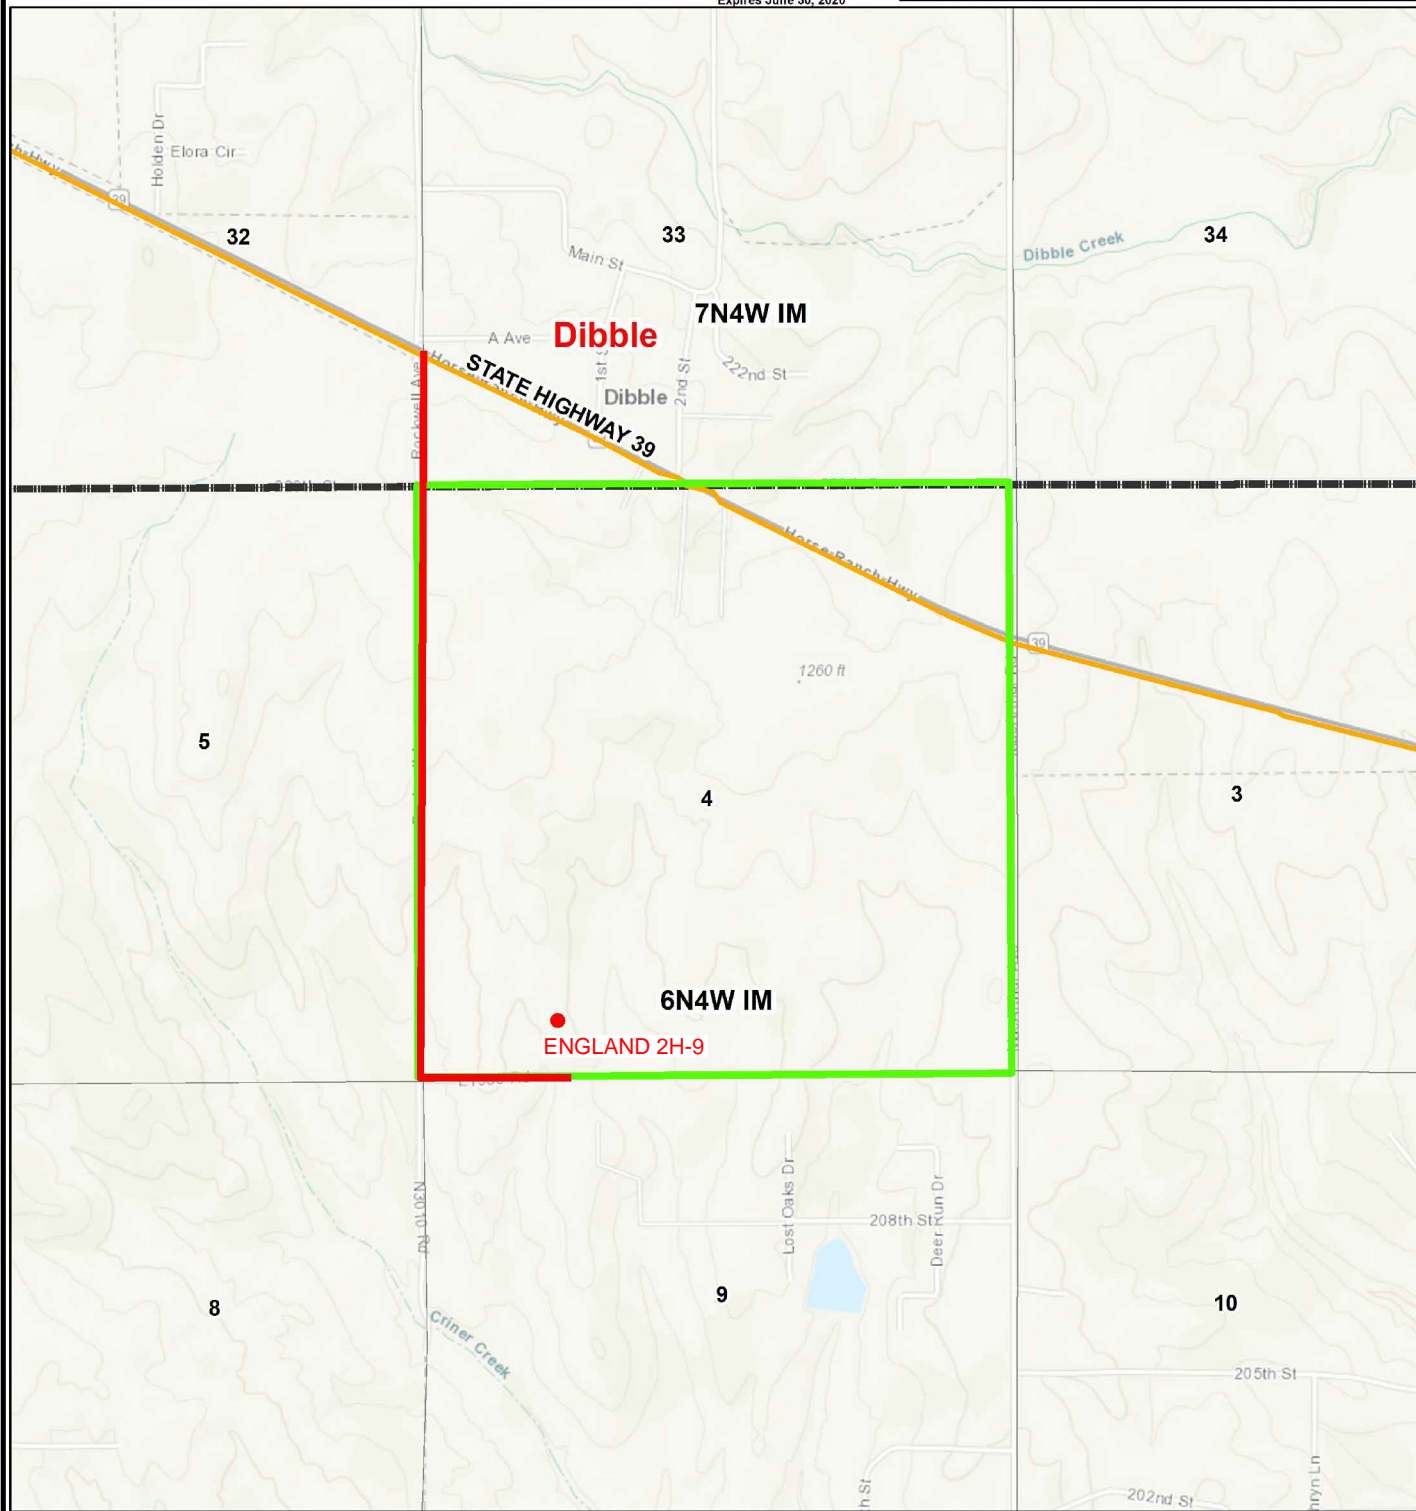 Expires June 30, 2020
Holden Dr
Elora Cir
39
32
33
34
Main St
Dibble Creek
7N4W IM
A Ave
Dibble
1st S
2nd St
222nd St
Dibble
Rockwell Ave
STATE HIGHWAY 39
Horse Ranch Hwy
39
1260 ft
5
4
3
6N4W IM
ENGLAND 2H-9
N3010 Rd
Lost Oaks Dr
208th St
Deer Run Dr
8
9
10
Criner Creek
205th St
202nd St
h St
hryn Ln